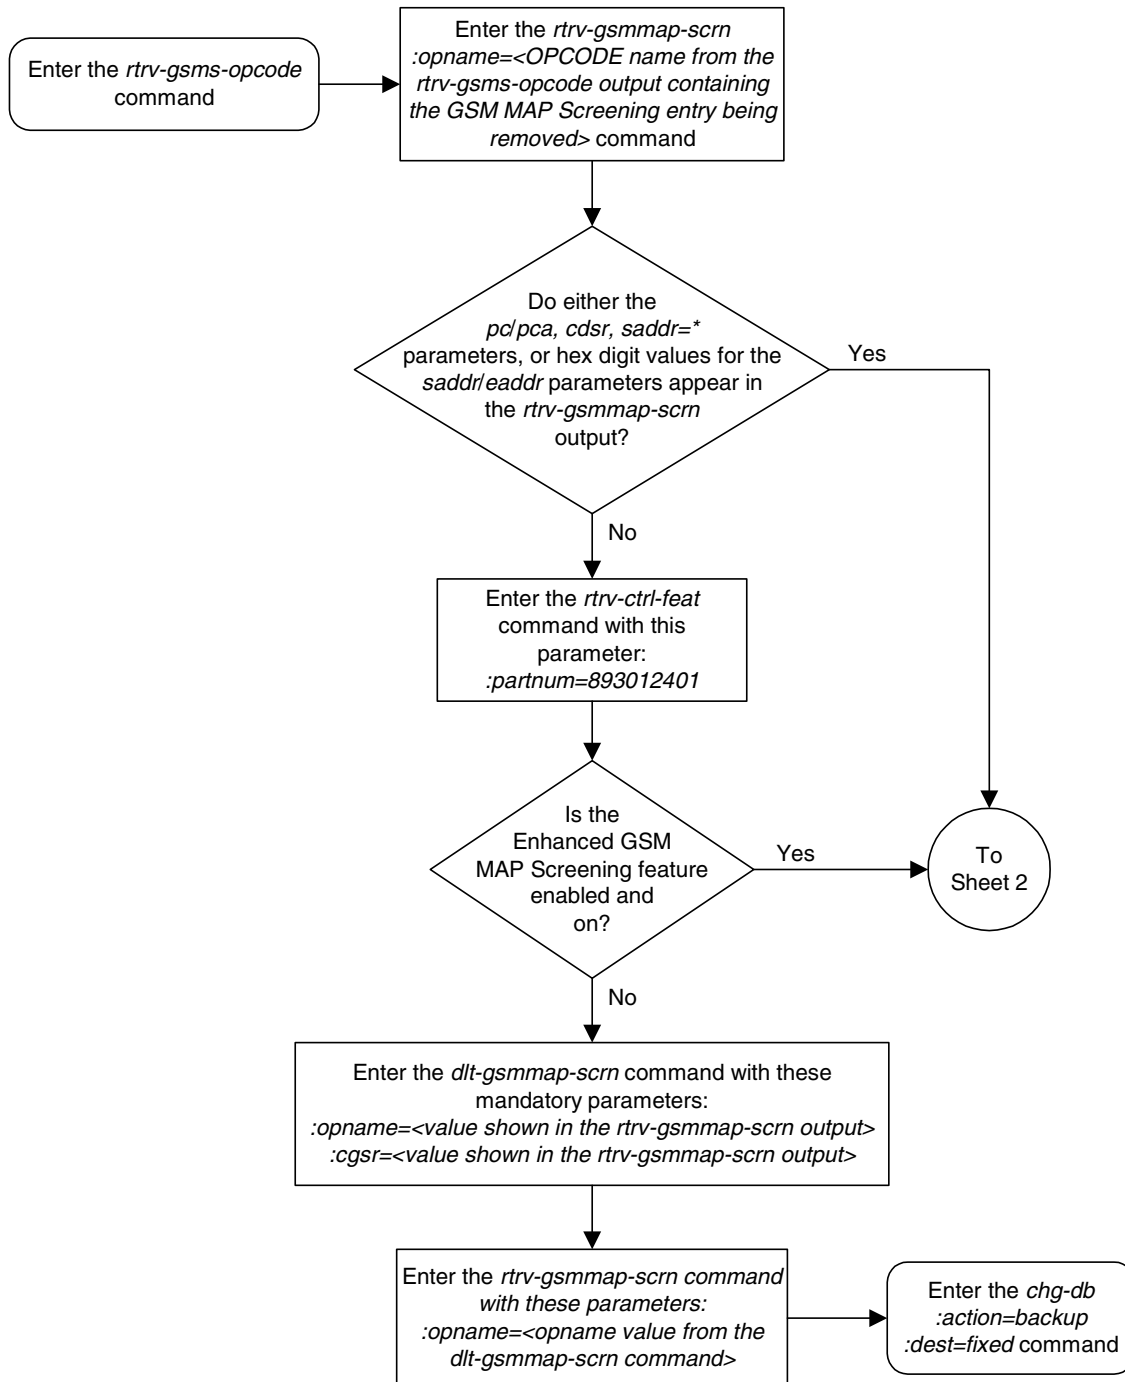 Enter the rtrv-gsms-opcode
command
Enter the rtrv-gsmmap-scrn
:opname=<OPCODE name from the
rtrv-gsms-opcode output containing
the GSM MAP Screening entry being
removed> command
Do either the
pc/pca, cdsr, saddr=*
parameters, or hex digit values for the
saddr/eaddr parameters appear in
the rtrv-gsmmap-scrn
output?
Yes
No
Enter the rtrv-ctrl-feat
command with this
parameter:
:partnum=893012401
Is the
Enhanced GSM
MAP Screening feature
enabled and
on?
Yes
To
Sheet 2
No
Enter the dlt-gsmmap-scrn command with these
mandatory parameters:
:opname=<value shown in the rtrv-gsmmap-scrn output>
:cgsr=<value shown in the rtrv-gsmmap-scrn output>
Enter the rtrv-gsmmap-scrn command
with these parameters:
:opname=<opname value from the
dlt-gsmmap-scrn command>
Enter the chg-db
:action=backup
:dest=fixed command